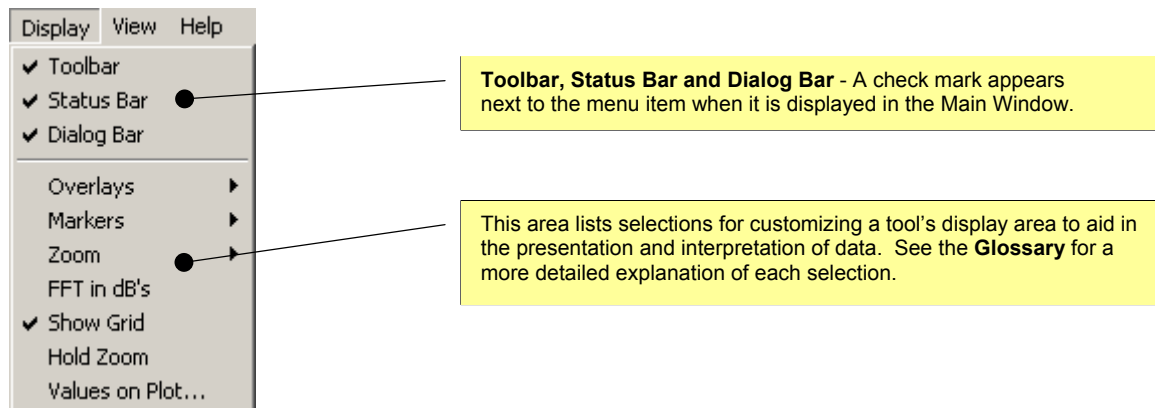 Display View Help
Toolbar
Status Bar
Dialog Bar
Overlays
Markers
Zoom
FFT in dB's
Show Grid
Hold Zoom
Values on Plot...
Toolbar, Status Bar and Dialog Bar - A check mark appears
next to the menu item when it is displayed in the Main Window.
This area lists selections for customizing a tool's display area to aid in
the presentation and interpretation of data. See the Glossary for a
more detailed explanation of each selection.